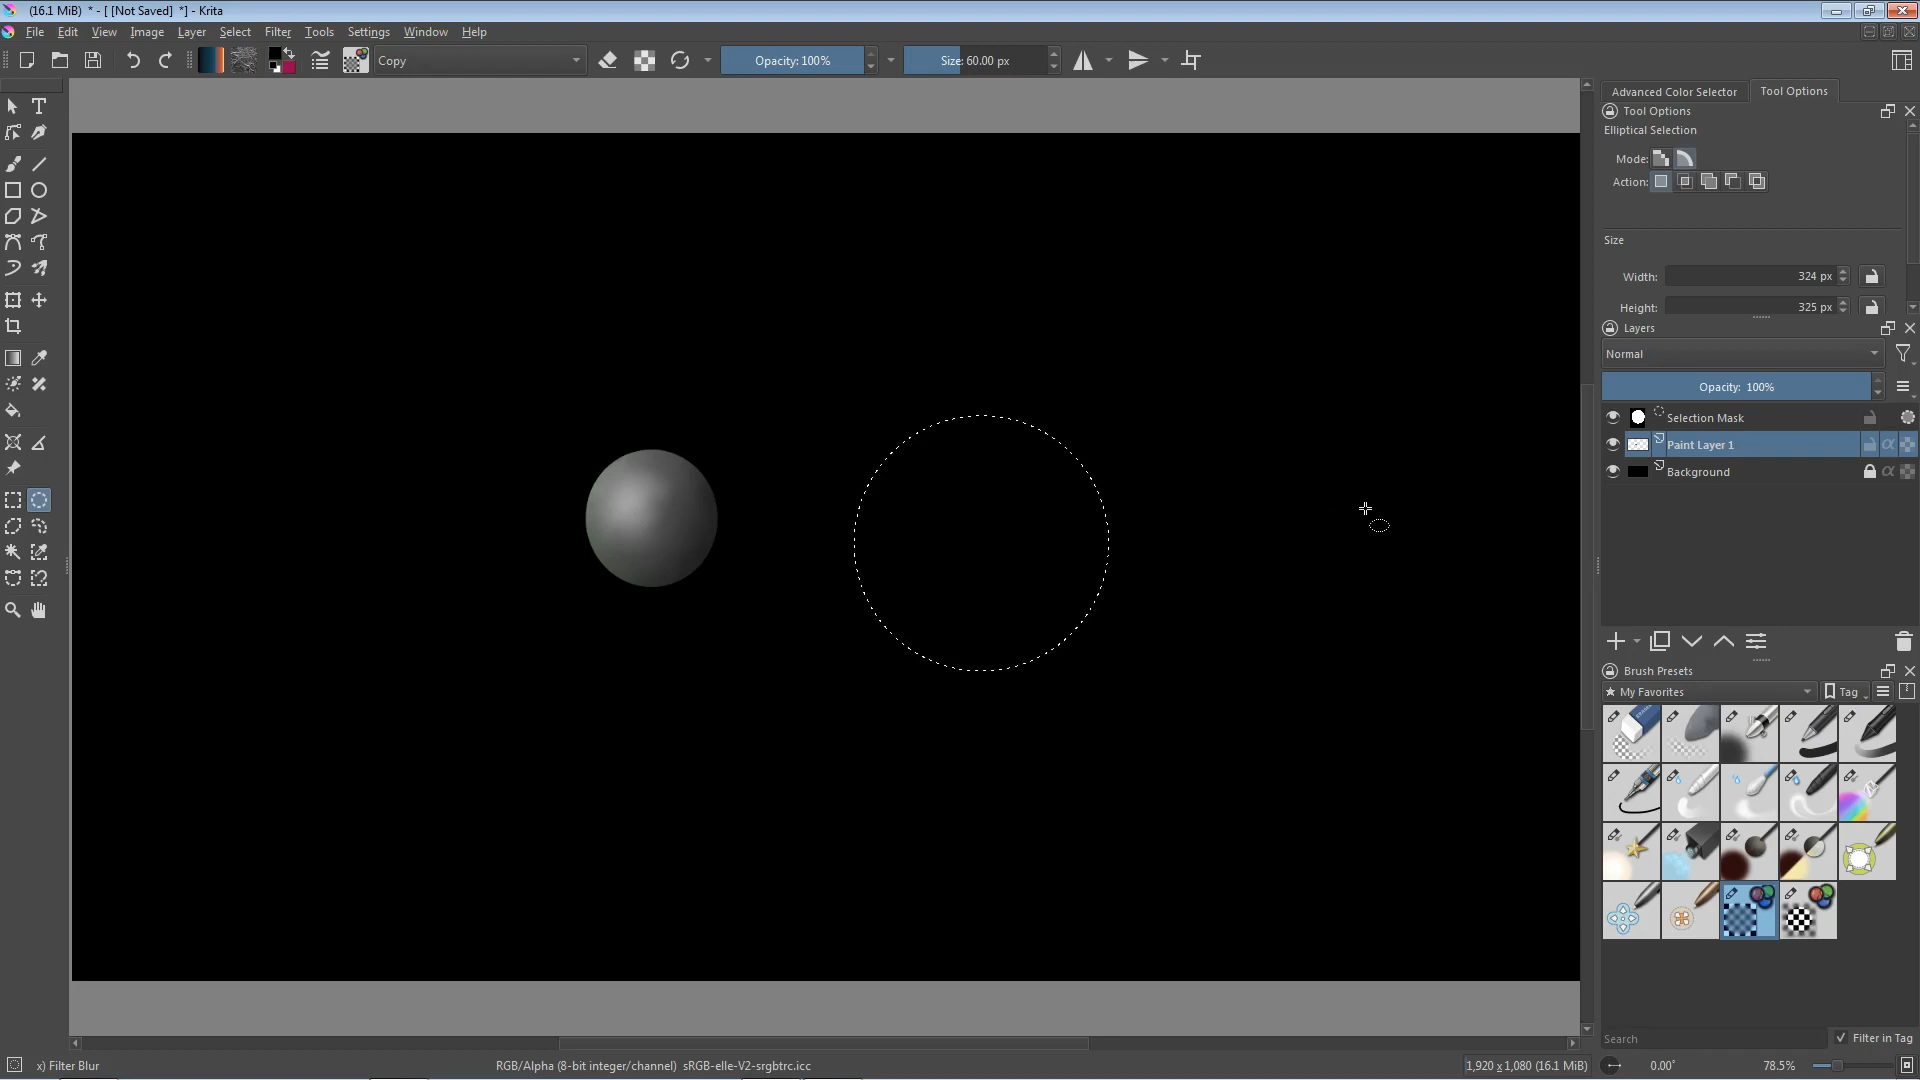 (16.1 MiB)  * - [ [Not Saved]  *] - Krita
File Edit View Image Layer Select Filter Tools Settings Window Help
Copy
Opacity: 100%
Size: 60.00 px
Advanced Color Selector
Tool Options
Tool Options
Elliptical Selection
Mode:
Action:
Size
Width: 324 px
Height: 325 px
Layers
Normal
Opacity:  100%
Selection Mask
Paint Layer 1
Background
Brush Presets
★ My Favorites
Tag
Search
Filter in Tag
x) Filter Blur
RGB/Alpha (8-bit integer/channel)  sRGB-elle-V2-srgbtrc.icc
1,920 x 1,080 (16.1 MiB)
0.00°
78.5%